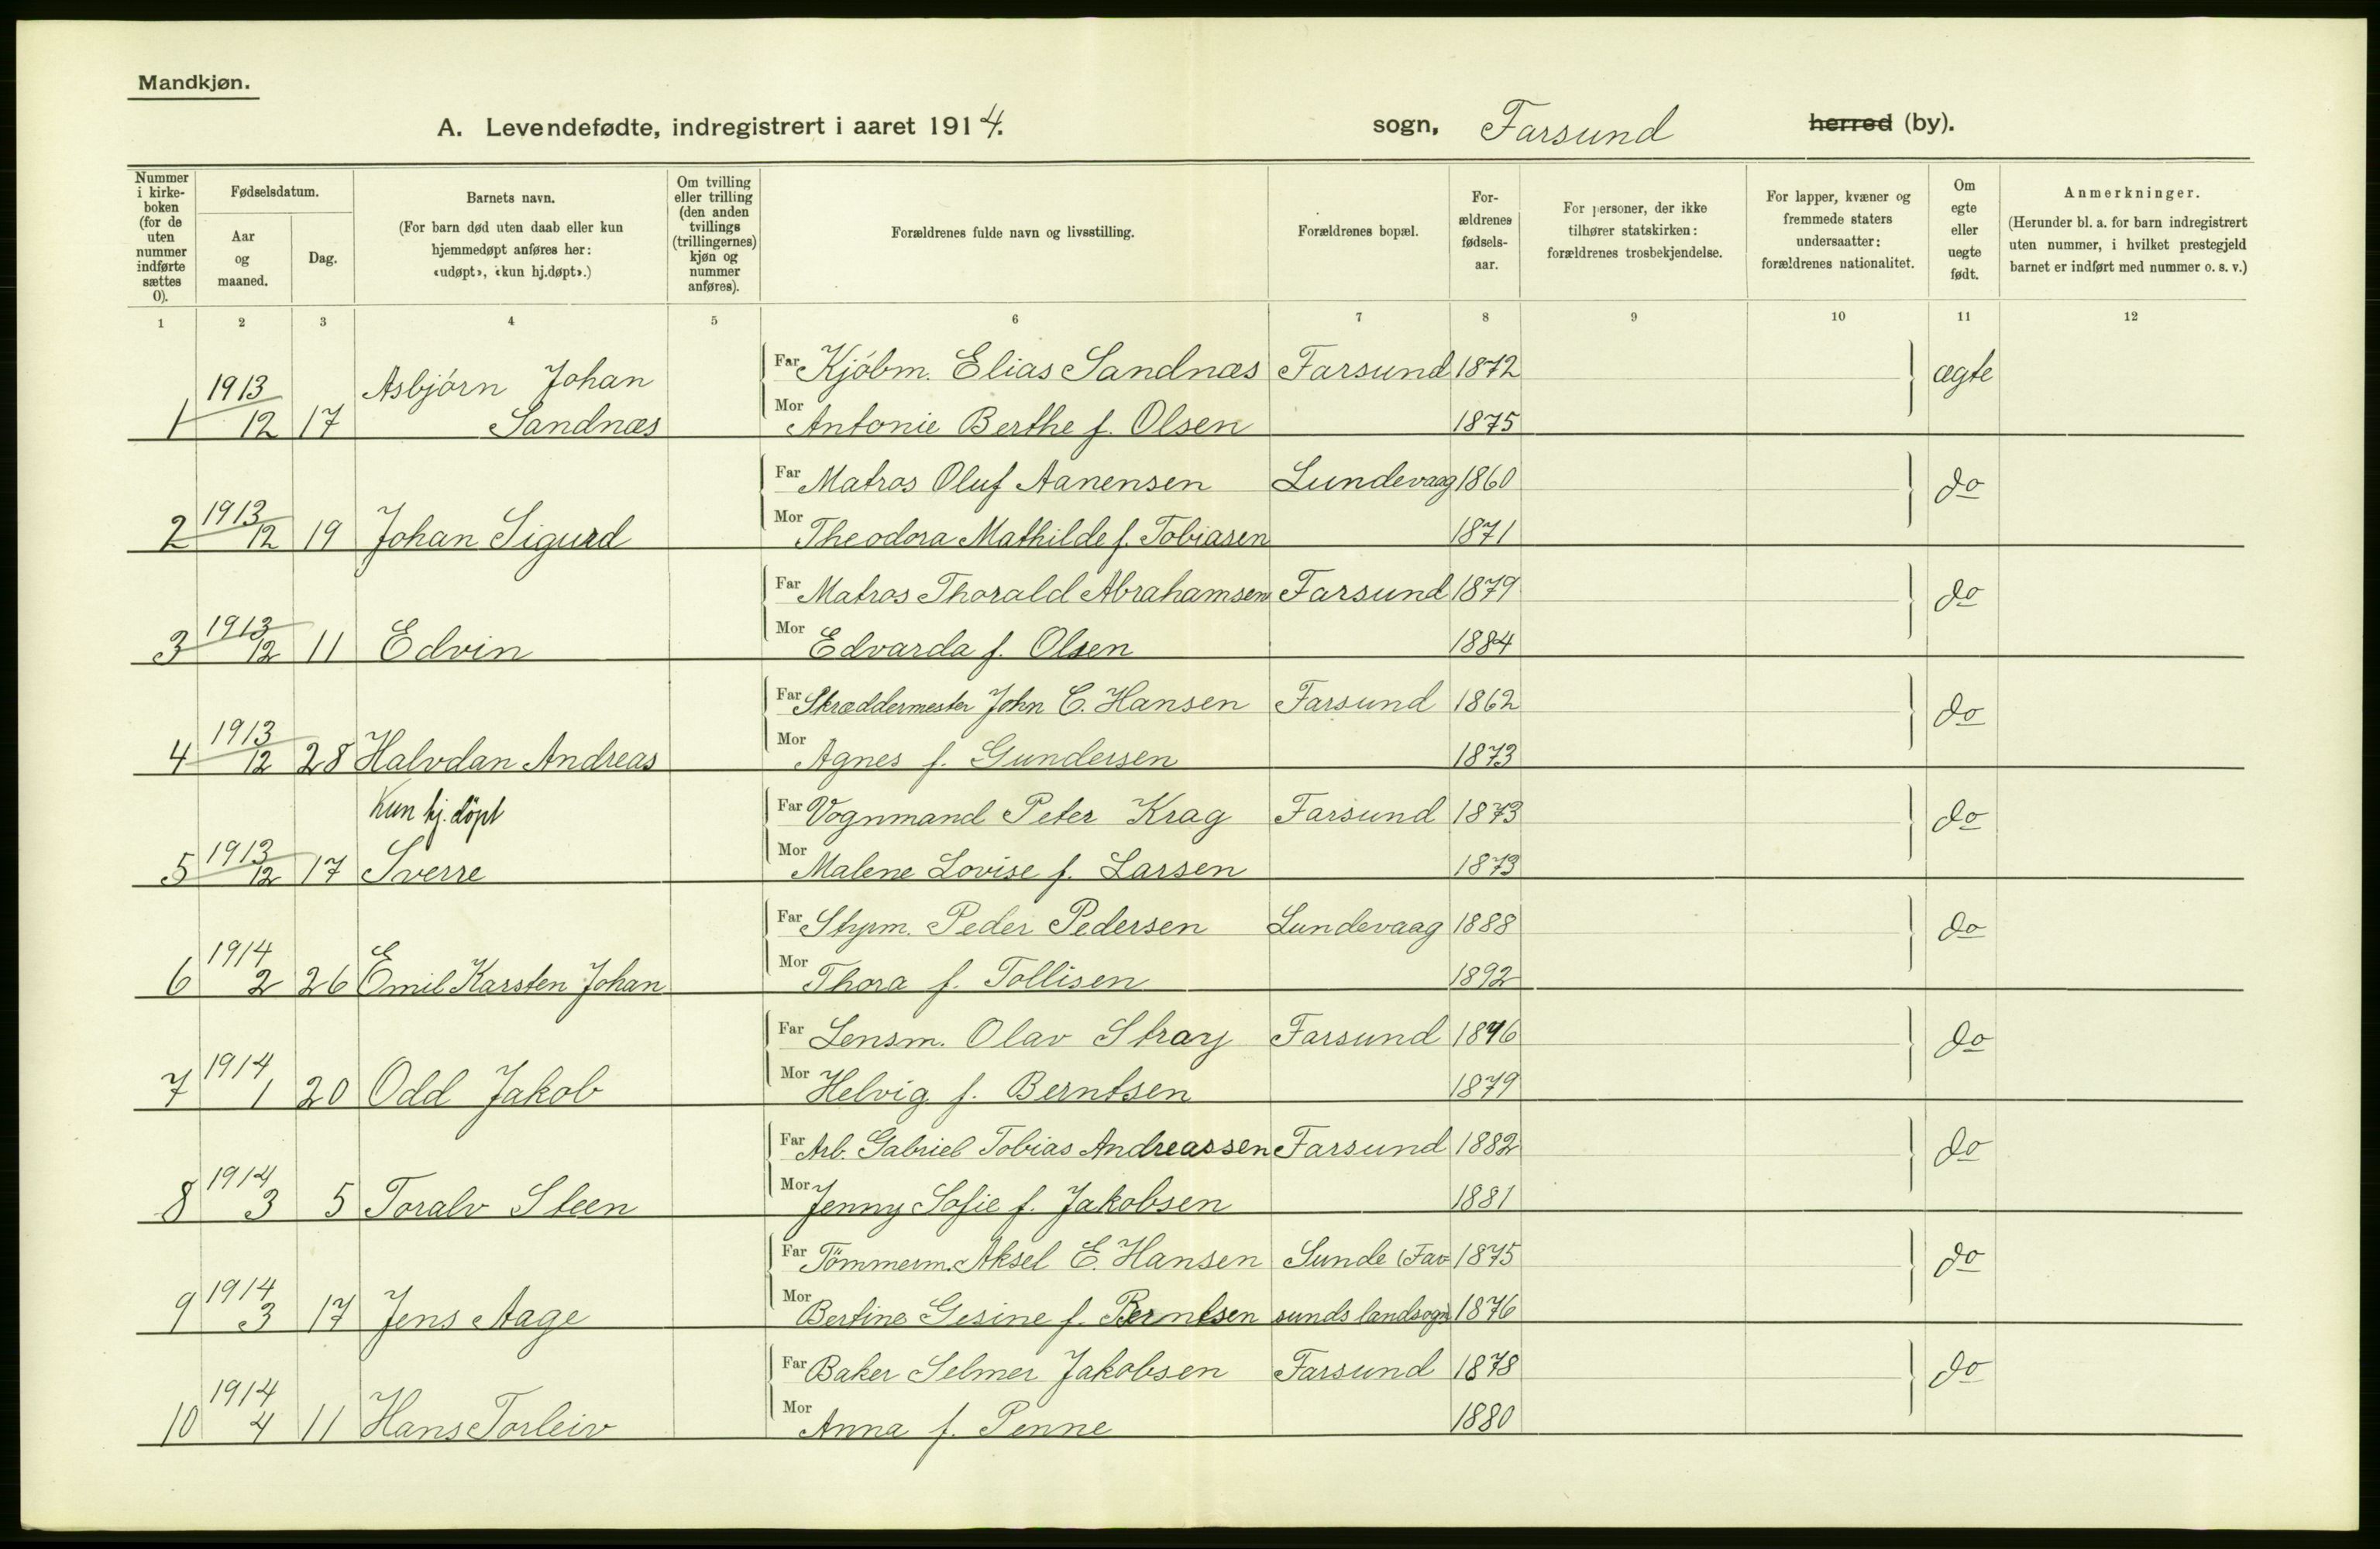 Mandkjøn.
A. Levendefødte, indregistrert i aaret 1914. sogn, Farsund herred (by).
Nummer i kirke-boken (for de uten nummer indførte sættes 0).
Fødselsdatum.
Aar og maaned.
Dag.
Barnets navn.
(For barn død uten daab eller kun hjemmedøpt anføres her: «udøpt», «kun hj.døpt».)
Om tvilling eller trilling (den anden tvillings (trillingernes) kjøn og nummer anføres).
Forældrenes fulde navn og livsstilling.
Forældrenes bopæl.
For-ældrenes fødsels-aar.
For personer, der ikke tilhører statskirken: forældrenes trosbekjendelse.
For lapper, kvæner og fremmede staters undersaatter: forældrenes nationalitet.
Om egte eller uegte født.
Anmerkninger.
(Herunder bl. a. for barn indregistrert uten nummer, i hvilket prestegjeld barnet er indført med nummer o. s. v.)
1 2 3 4 5 6 7 8 9 10 11 12
1913 Asbjörn Johan Far Kjöbm. Elias Sandnæs Farsund 1872 ægte
1 12 17 Sandnæs Mor Antonie Berthe f. Olsen 1875
Far Matros Oluf Aanensen Lundevaag 1860 do
2 1913 12 19 Johan Sigurd Mor Theodora Mathilde f. Tobiasen 1871
Far Matros Thorald Abrahamsen Farsund 1879 do
3 1913 12 11 Edvin Mor Edvarda f. Olsen 1884
Far Skræddermester John C. Hansen Farsund 1862 do
4 1913 12 28 Halvdan Andreas Mor Agnes f. Gundersen 1873
Kun hj. döpt Far Vognmand Peter Krag Farsund 1873 do
5 1913 12 17 Sverre Mor Malene Lovise f. Larsen 1873
Far Styrm. Peder Pedersen Lundevaag 1888 do
6 1914 2 26 Emil Karsten Johan Mor Thora f. Tollisen 1892
Far Lensm. Olav Stray Farsund do
7 1914 1 20 Odd Jakob Mor Helvig f. Berntsen 1879
Far Arb. Gabriel Tobias Andreassen Farsund 1882 do
8 1914 3 5 Toralv Steen Mor Jenny Sofie f. Jakobsen 1881
Far Tömmerm. Aksel E. Hansen Sunde (Far- 1875 do
9 1914 3 17 Jens Aage Mor Bertine Gesine f. Berntsen sunds landsogn 1876
Far Baker Selmer Jakobsen Farsund 1878 do
10 1914 4 11 Hans Torleiv Mor Anna f. Penne 1880